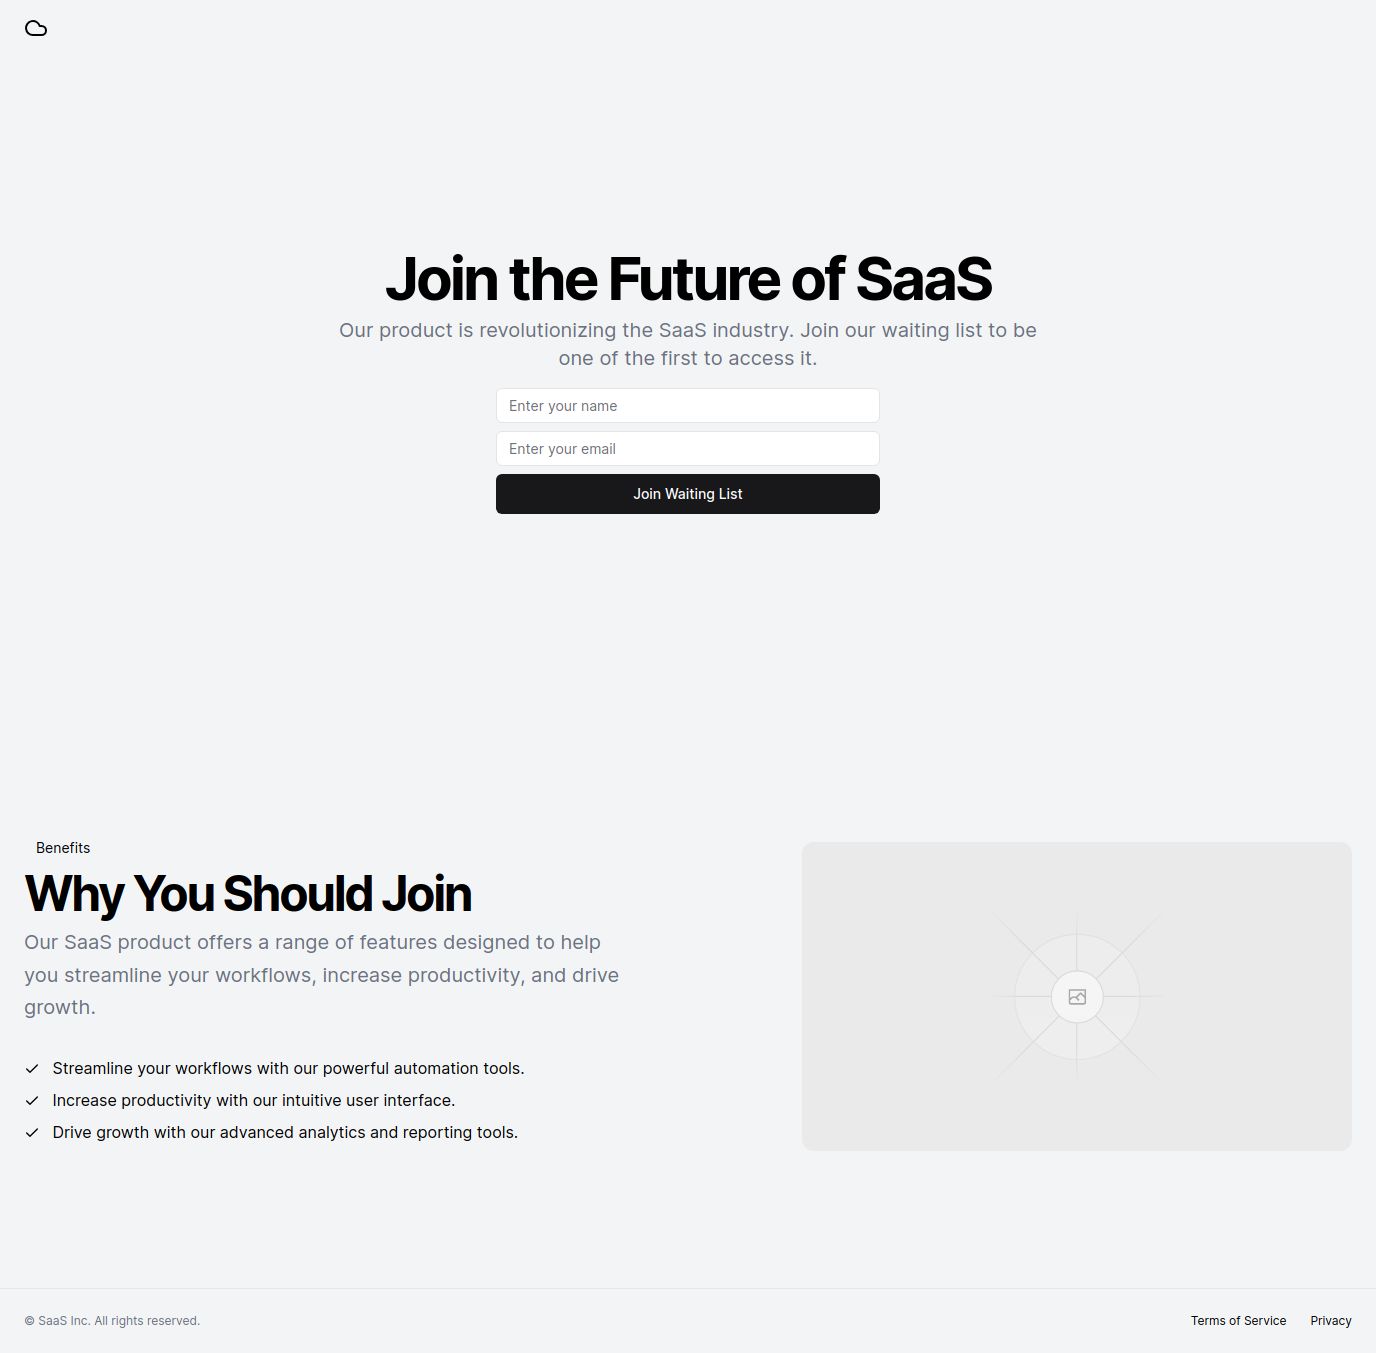 Join the Future of SaaS
Our product is revolutionizing the SaaS industry. Join our waiting list to be
one of the first to access it.
Enter your name
Enter your email
Join Waiting List
Benefits
Why You Should Join
Our SaaS product offers a range of features designed to help
you streamline your workflows, increase productivity, and drive
growth.
Streamline your workflows with our powerful automation tools.
Increase productivity with our intuitive user interface.
Drive growth with our advanced analytics and reporting tools.
© SaaS Inc. All rights reserved.
Terms of Service
Privacy